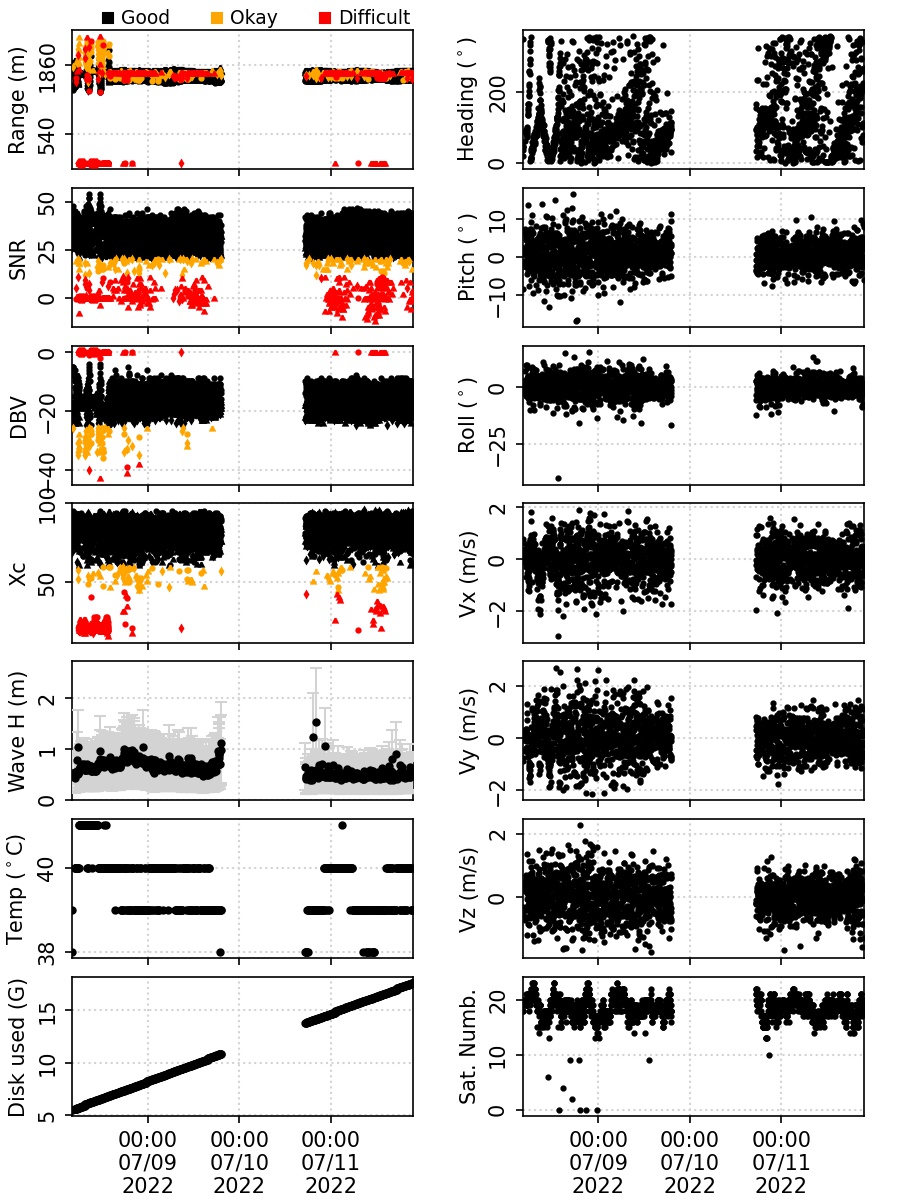 Good Okay Difficult
Range (m)
1860
540
Heading (°)
200
0
SNR
50
25
0
Pitch (°)
10
0
−10
DBV
0
−20
−40
Roll (°)
0
−25
Xc
100
50
Vx (m/s)
2
0
−2
Wave H (m)
2
1
0
Vy (m/s)
2
0
−2
Temp (°C)
40
38
Vz (m/s)
2
0
Disk used (G)
15
10
5
Sat. Numb.
20
10
0
00:00 00:00 00:00
07/09 07/10 07/11
2022 2022 2022
00:00 00:00 00:00
07/09 07/10 07/11
2022 2022 2022